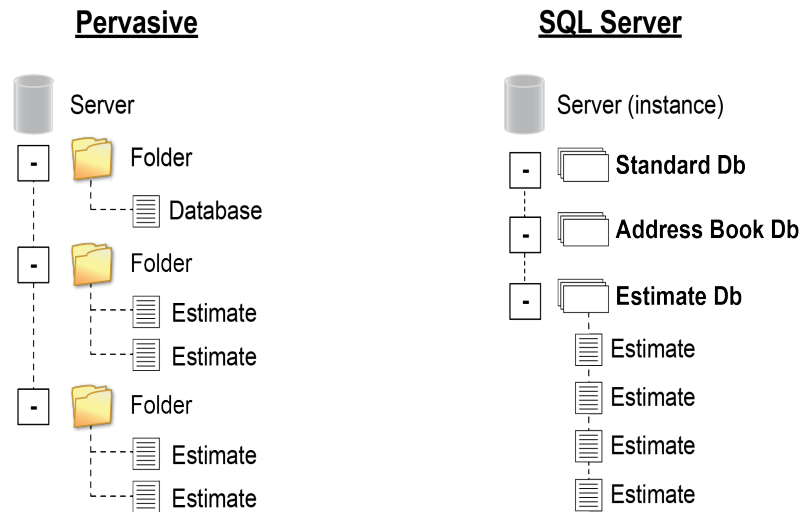 Pervasive
Server
Folder
Database
Folder
Estimate
Estimate
Folder
Estimate
Estimate
SQL Server
Server (instance)
Standard Db
Address Book Db
Estimate Db
Estimate
Estimate
Estimate
Estimate